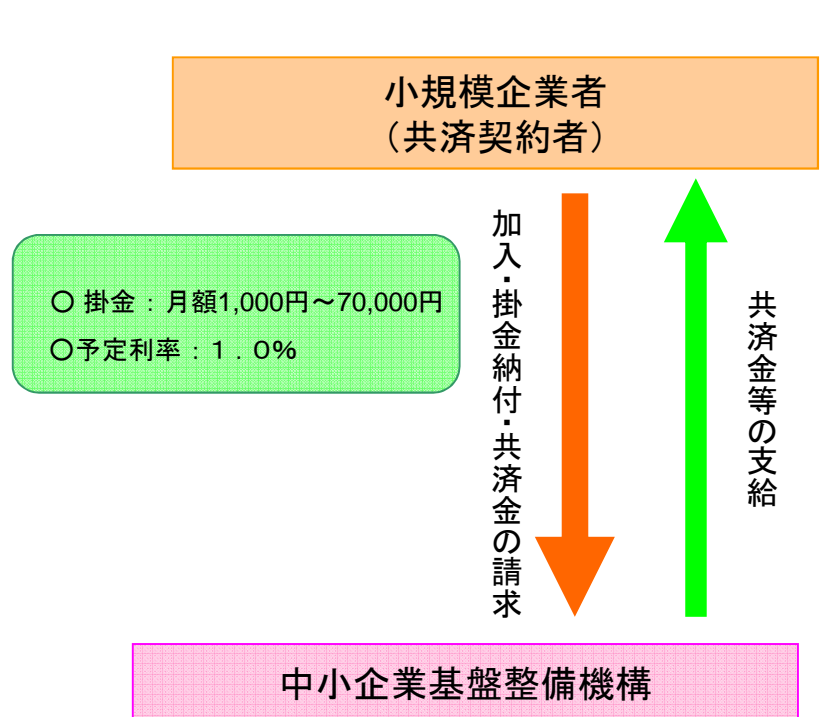 小規模企業者
（共済契約者）
○ 掛金：月額1,000円～70,000円
○予定利率：１．０％
加入・掛金納付・共済金の請求
共済金等の支給
中小企業基盤整備機構